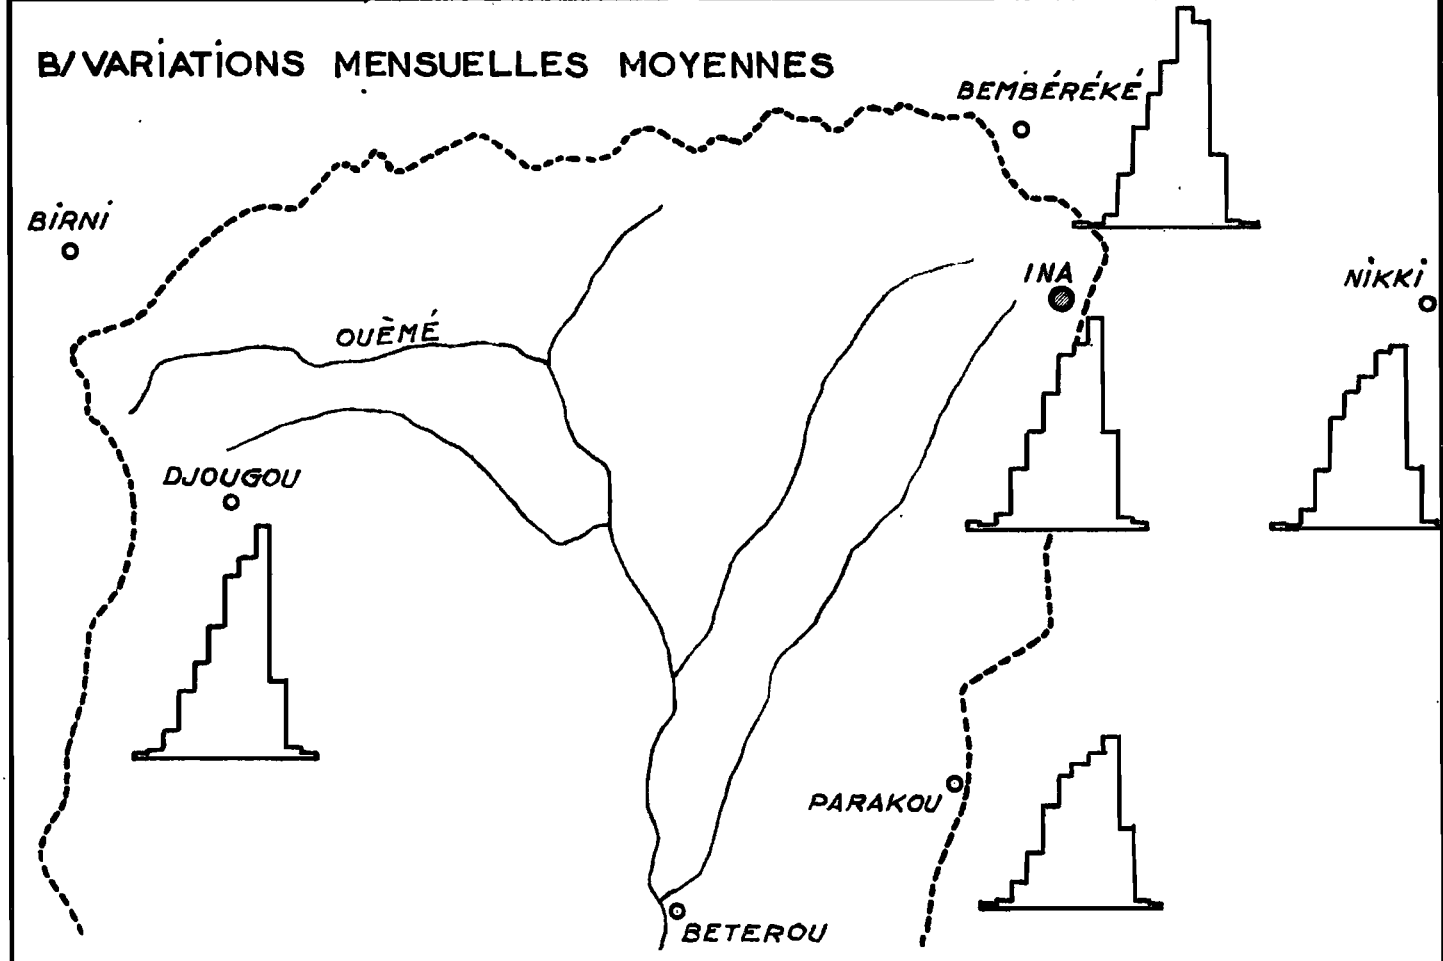 B/ VARIATIONS MENSUELLES MOYENNES
BEMBÉRÉKÉ
BIRNI
INA
NIKKI
OUÈMÉ
DJOUGOU
PARAKOU
BETEROU